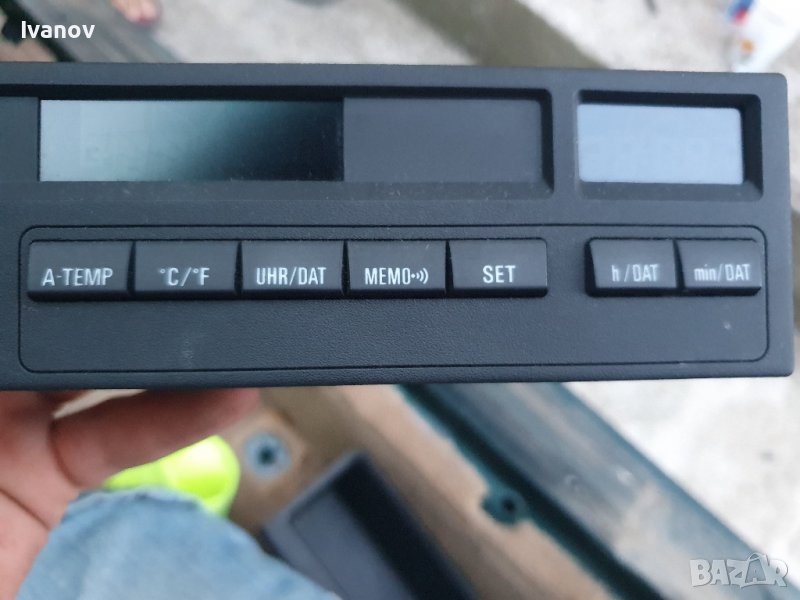 Ivanov
A-TEMP °C/°F UHR/DAT MEMO•))) SET h/DAT min/DAT
BAZAR